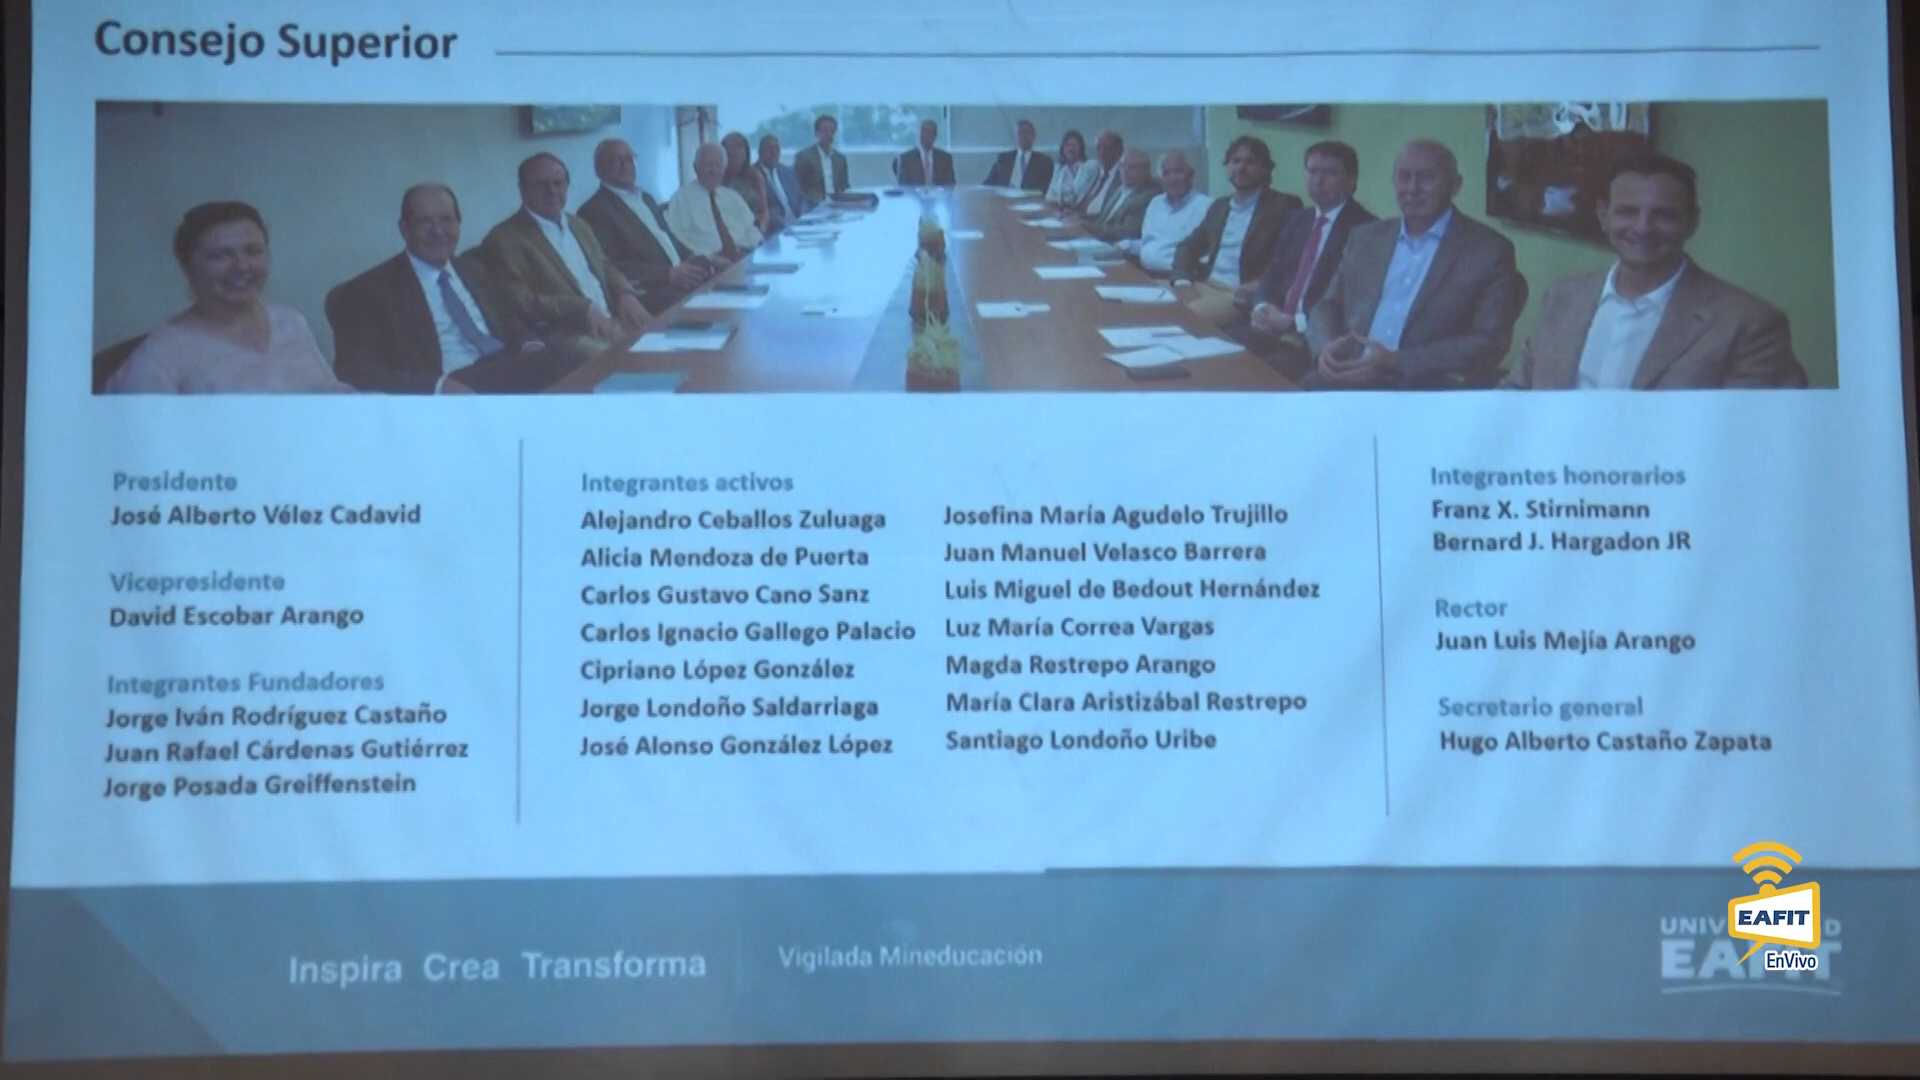 Consejo Superior
Presidente
José Alberto Vélez Cadavid
Vicepresidente
David Escobar Arango
Integrantes Fundadores
Jorge Iván Rodríguez Castaño
Juan Rafael Cárdenas Gutiérrez
Jorge Posada Greiffenstein
Integrantes activos
Alejandro Ceballos Zuluaga
Alicia Mendoza de Puerta
Carlos Gustavo Cano Sanz
Carlos Ignacio Gallego Palacio
Cipriano López González
Jorge Londoño Saldarriaga
José Alonso González López
Josefina María Agudelo Trujillo
Juan Manuel Velasco Barrera
Luis Miguel de Bedout Hernández
Luz María Correa Vargas
Magda Restrepo Arango
María Clara Aristizábal Restrepo
Santiago Londoño Uribe
Integrantes honorarios
Franz X. Stirnimann
Bernard J. Hargadon JR
Rector
Juan Luis Mejía Arango
Secretario general
Hugo Alberto Castaño Zapata
Inspira Crea Transforma
Vigilada Mineducación
EAFIT
EnVivo